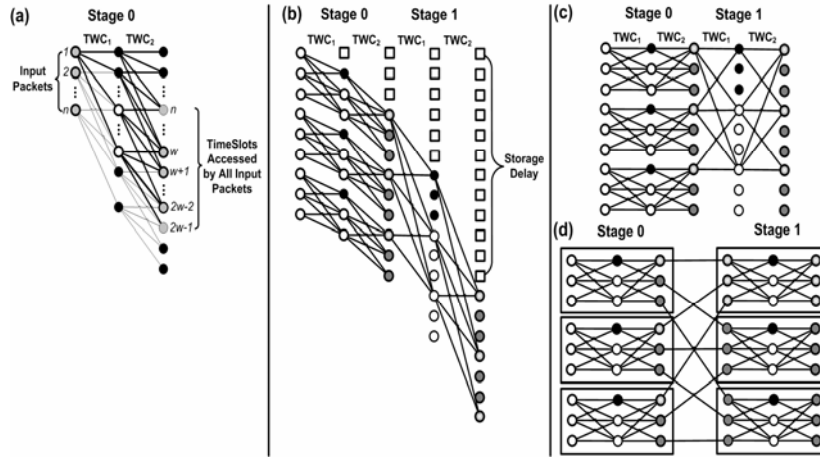 (a)
Stage 0
TWC1 TWC2
Input
Packets
1
2
n
n
w
w+1
2w-2
2w-1
TimeSlots
Accessed
by All Input
Packets
(b)
Stage 0 Stage 1
TWC1 TWC2 TWC1 TWC2
Storage
Delay
(c)
Stage 0 Stage 1
TWC1 TWC2 TWC1 TWC2
(d)
Stage 0 Stage 1